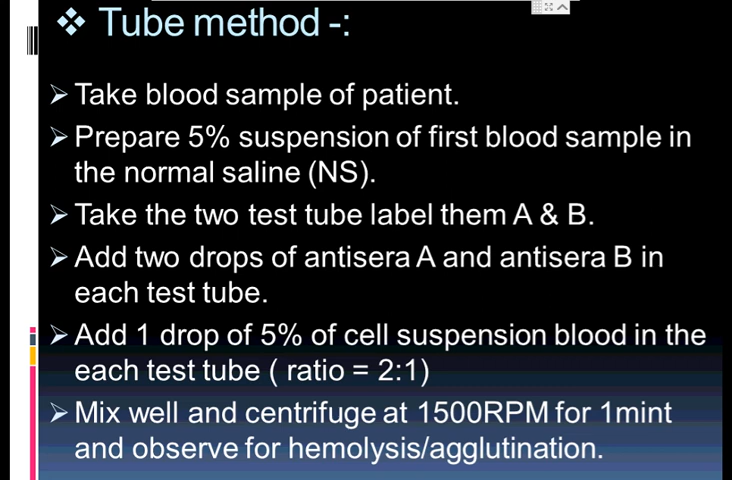 ❖ Tube method -:
➢ Take blood sample of patient.
➢ Prepare 5% suspension of first blood sample in
the normal saline (NS).
➢ Take the two test tube label them A & B.
➢ Add two drops of antisera A and antisera B in
each test tube.
➢ Add 1 drop of 5% of cell suspension blood in the
each test tube ( ratio = 2:1)
➢ Mix well and centrifuge at 1500RPM for 1mint
and observe for hemolysis/agglutination.